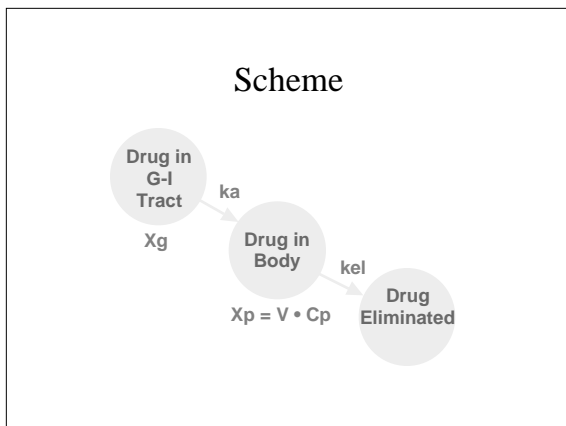 Scheme
Drug in
G-I
Tract
ka
Xg
Drug in
Body
kel
Xp = V • Cp
Drug
Eliminated